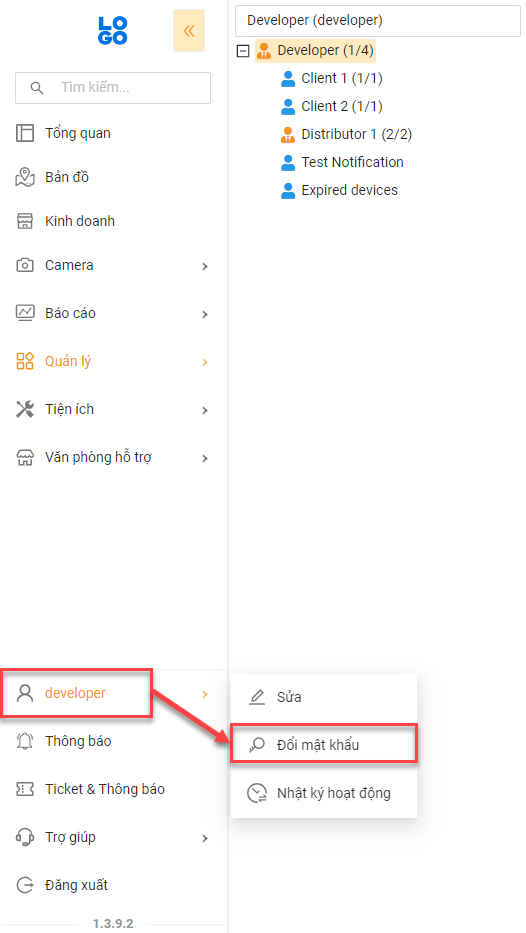 LO
GO
Tìm kiếm...
Tổng quan
Bản đồ
Kinh doanh
Camera
Báo cáo
Quản lý
Tiện ích
Văn phòng hỗ trợ
developer
Thông báo
Ticket & Thông báo
Trợ giúp
Đăng xuất
1.3.9.2
Developer (developer)
Developer (1/4)
Client 1 (1/1)
Client 2 (1/1)
Distributor 1 (2/2)
Test Notification
Expired devices
Sửa
Đổi mật khẩu
Nhật ký hoạt động